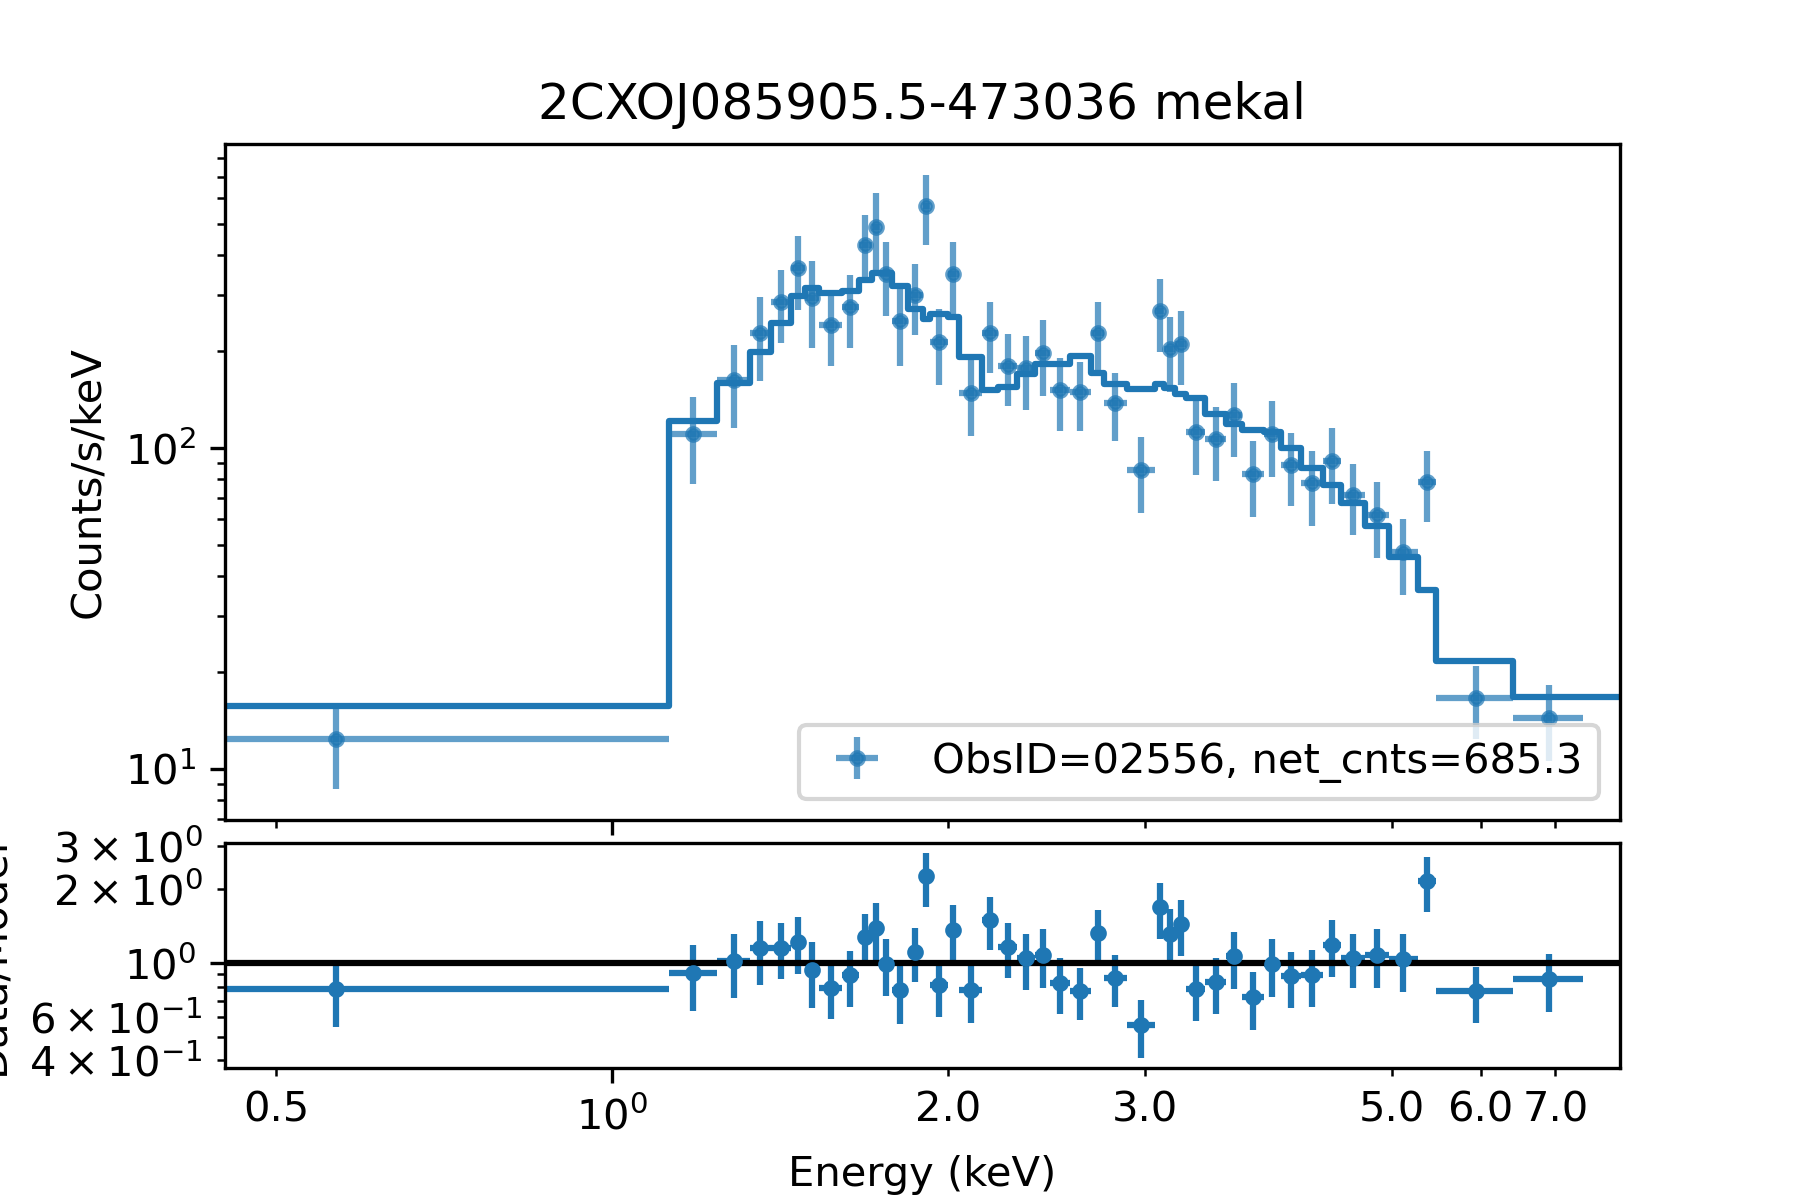 2CXOJ085905.5-473036 mekal
Counts/s/keV
10²
10¹
ObsID=02556, net_cnts=685.3
3×10⁰
2×10⁰
10⁰
6×10⁻¹
4×10⁻¹
0.5 10⁰ 2.0 3.0 5.0 6.0 7.0
Energy (keV)